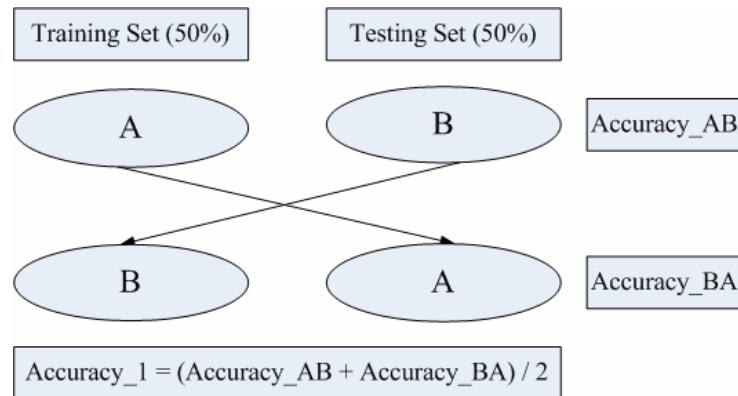 Training Set (50%)
Testing Set (50%)
A
B
Accuracy_AB
B
A
Accuracy_BA
Accuracy_1 = (Accuracy_AB + Accuracy_BA) / 2